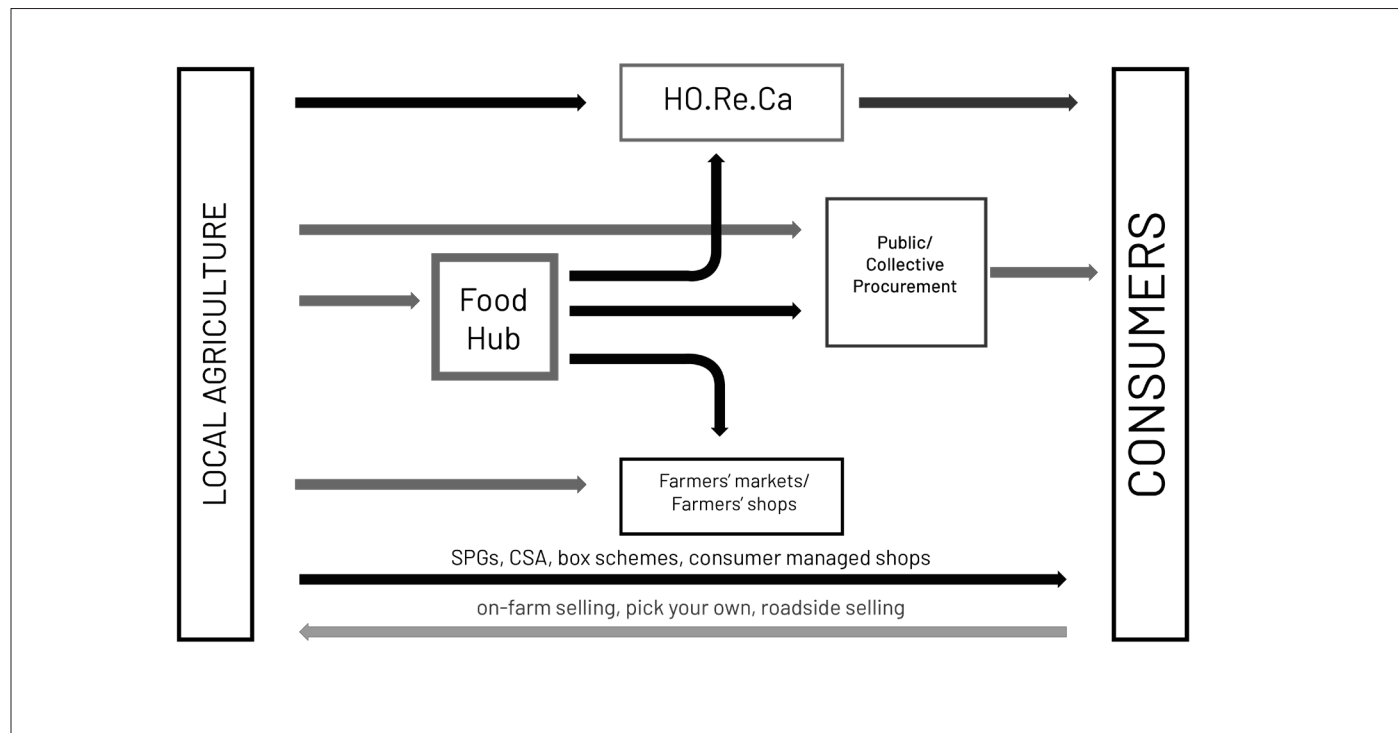 LOCAL AGRICULTURE
HO.Re.Ca
Public/
Collective
Procurement
Food
Hub
Farmers’ markets/
Farmers’ shops
SPGs, CSA, box schemes, consumer managed shops
on-farm selling, pick your own, roadside selling
CONSUMERS